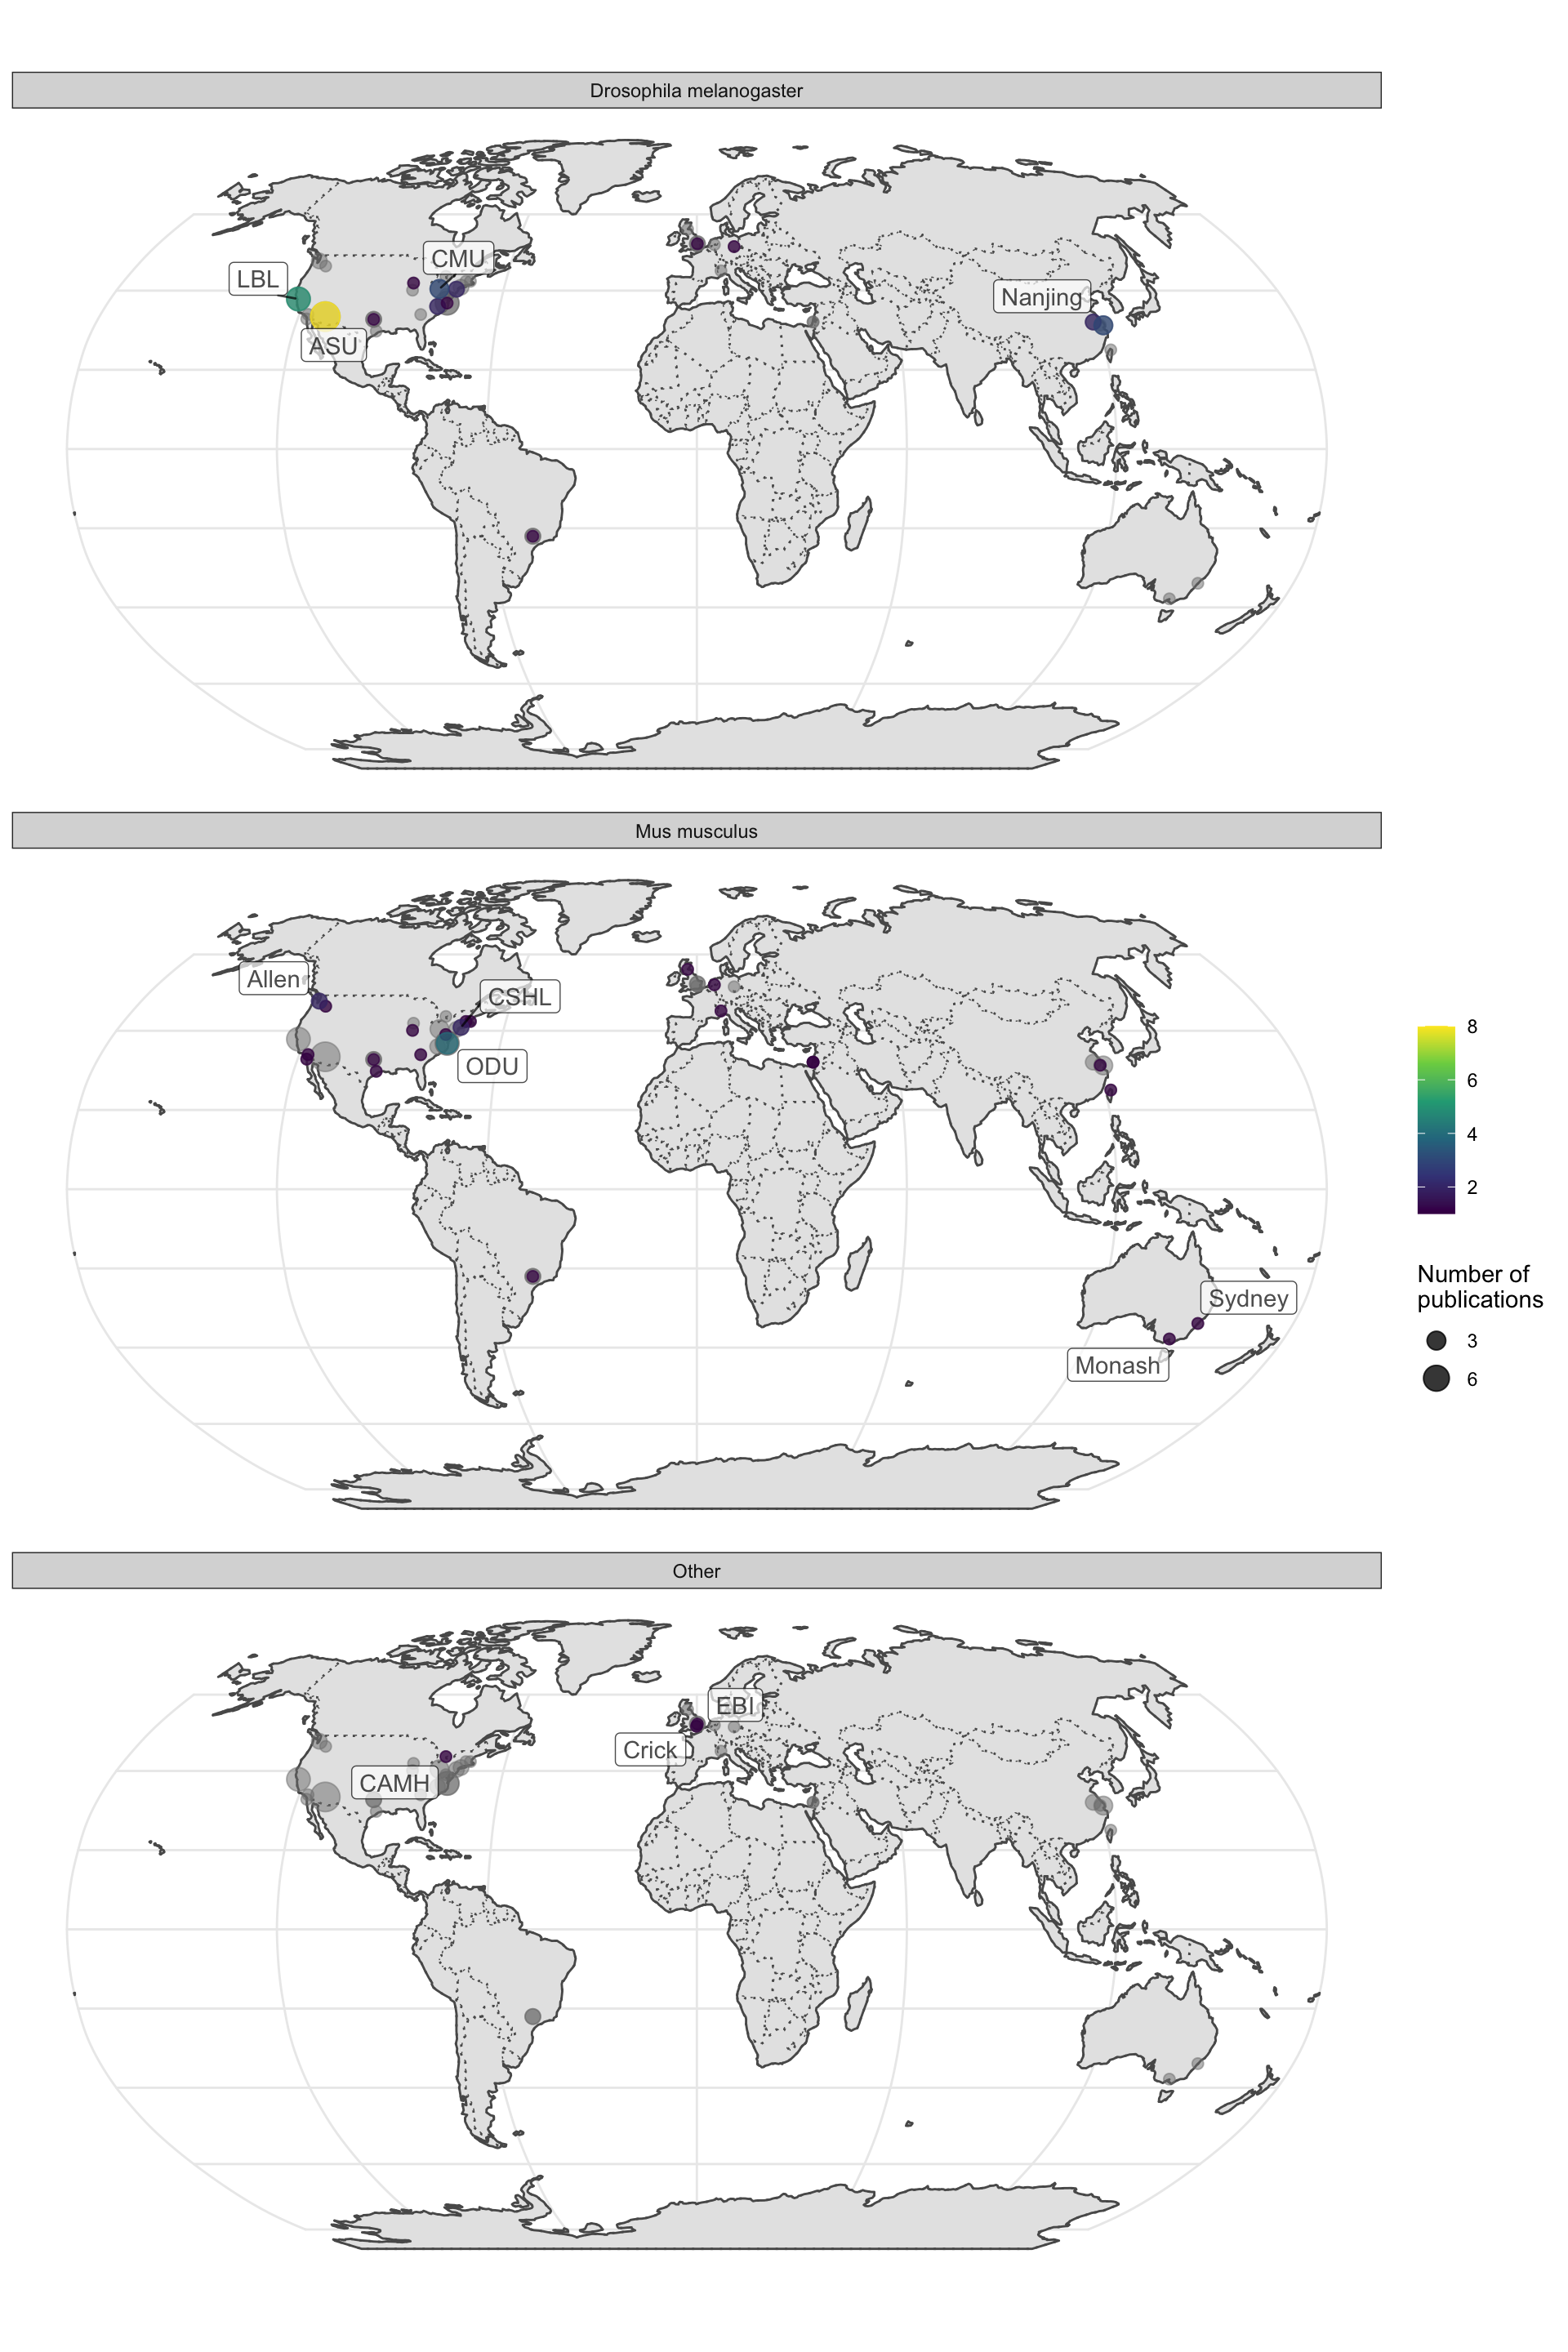 Drosophila melanogaster
CMU
LBL
Nanjing
ASU
Mus musculus
Allen
CSHL
ODU
Sydney
Monash
8
6
4
2
Number of
publications
3
6
Other
EBI
Crick
CAMH